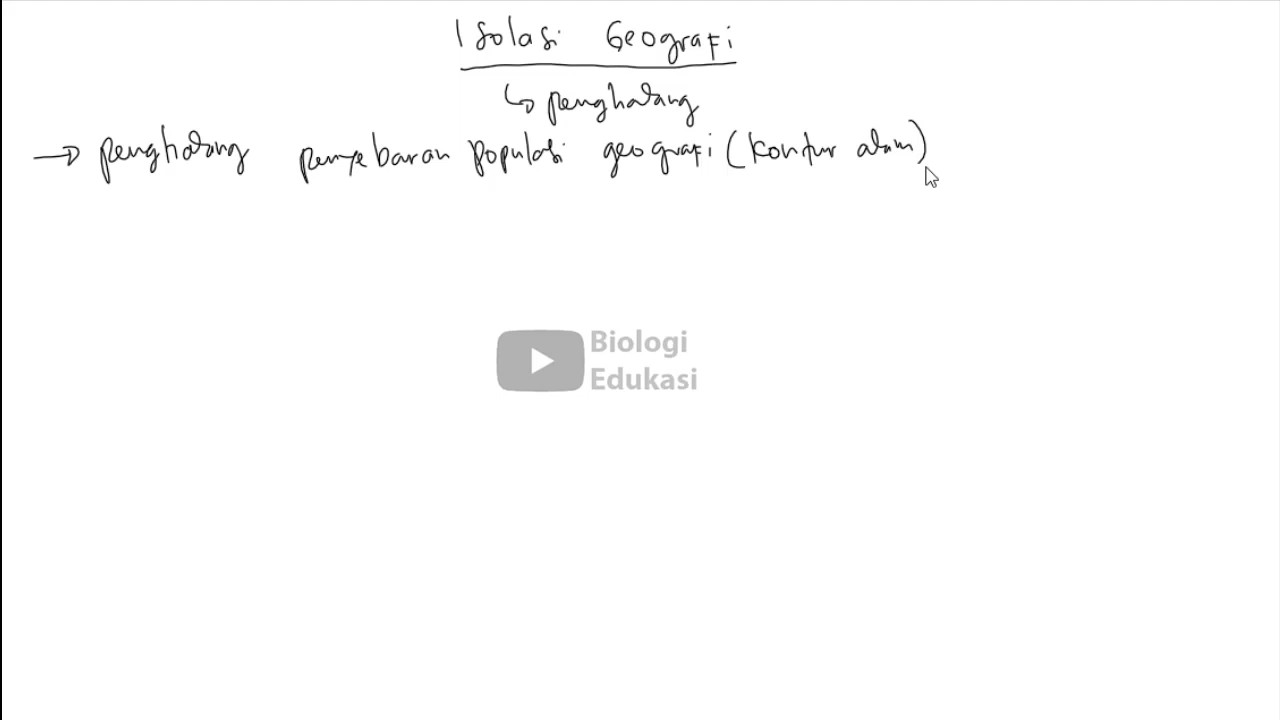 Isolasi Geografi
↳ penghalang
→ penghalang penyebaran populasi geografi (kontur alam)
Biologi
Edukasi